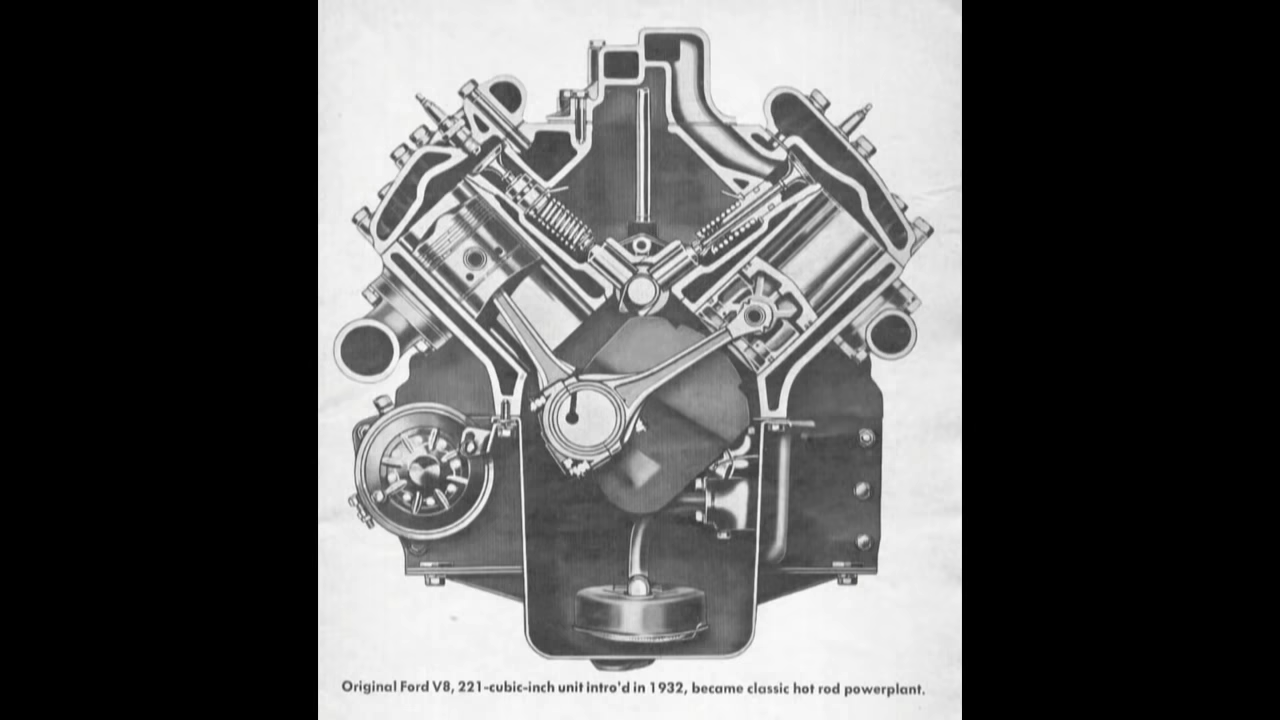 Original Ford V8, 221-cubic-inch unit intro'd in 1932, became classic hot rod powerplant.